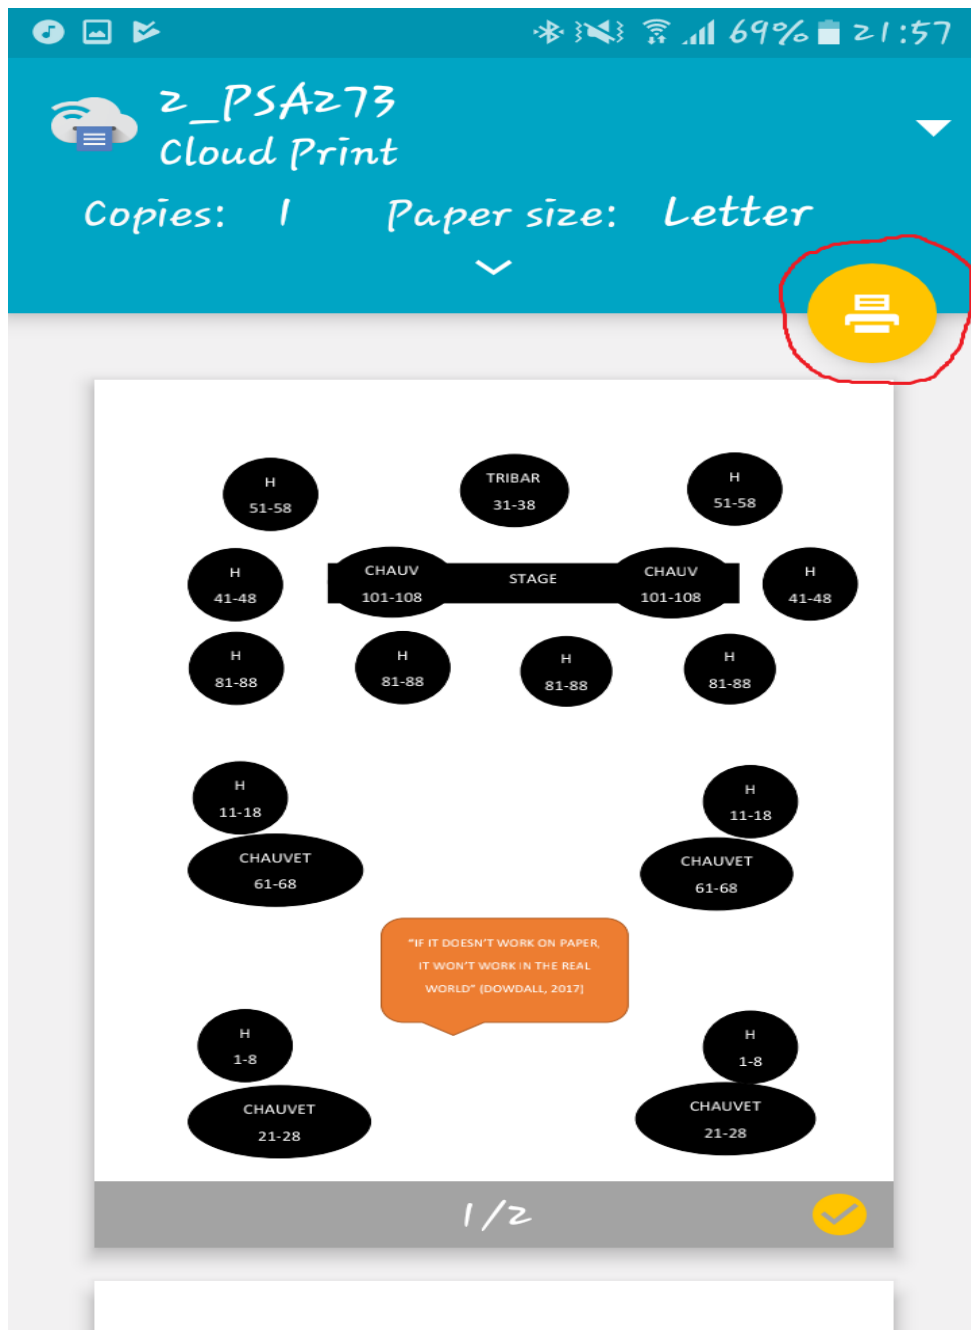 69% 21:57
2_PSA273
Cloud Print
Copies: 1 Paper size: Letter
H
51-58
TRIBAR
31-38
H
51-58
H
41-48
CHAUV
101-108
STAGE
CHAUV
101-108
H
41-48
H
81-88
H
81-88
H
81-88
H
81-88
H
11-18
H
11-18
CHAUVET
61-68
CHAUVET
61-68
"IF IT DOESN'T WORK ON PAPER,
IT WON'T WORK IN THE REAL
WORLD" (DOWDALL, 2017)
H
1-8
H
1-8
CHAUVET
21-28
CHAUVET
21-28
1/2